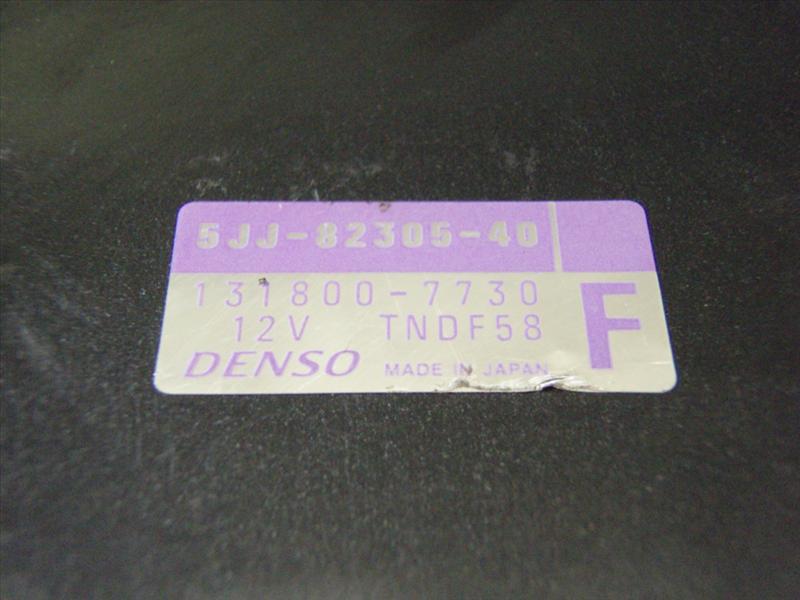 5JJ-82305-40
131800-7730
12V TNDF58
F
DENSO MADE IN JAPAN